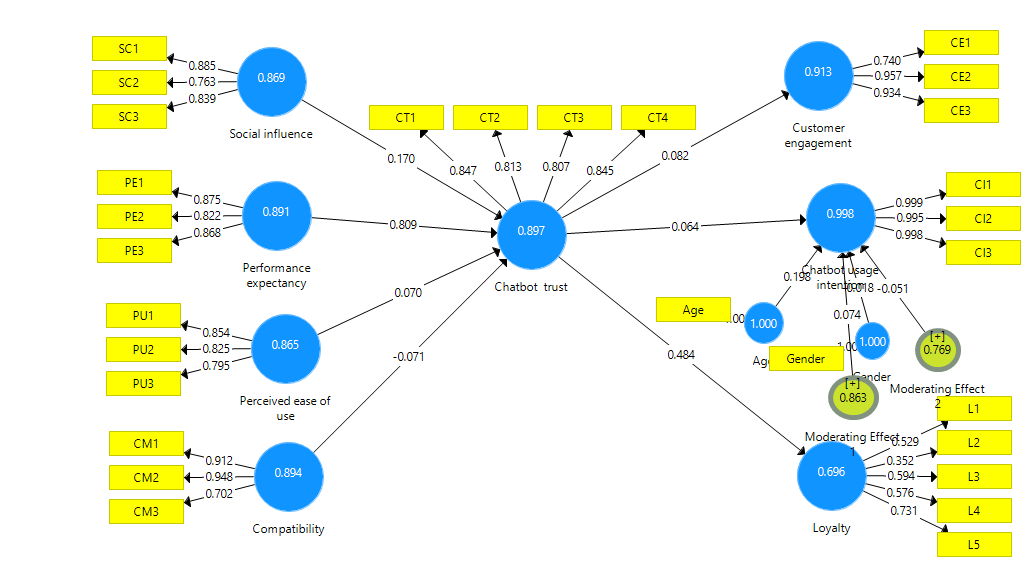 SC1
SC2
SC3
0.885
0.763
0.839
0.869
Social influence
PE1
PE2
PE3
0.875
0.822
0.868
0.891
Performance
expectancy
PU1
PU2
PU3
0.854
0.825
0.795
0.865
Perceived ease of
use
CM1
CM2
CM3
0.912
0.948
0.702
0.894
Compatibility
0.170
0.809
0.070
-0.071
CT1
CT2
CT3
CT4
0.847
0.813
0.807
0.845
0.897
Chatbot trust
0.082
0.064
0.484
0.913
Customer
engagement
0.740
0.957
0.934
CE1
CE2
CE3
0.998
Chatbot usage
intention
0.999
0.995
0.998
CI1
CI2
CI3
0.198
0.018
-0.051
0.074
Age
1.000
Gender
1.000
Gender
[+]
0.769
Moderating Effect
2
[+]
0.863
Moderating Effect
1
0.696
Loyalty
0.529
0.352
0.594
0.576
0.731
L1
L2
L3
L4
L5